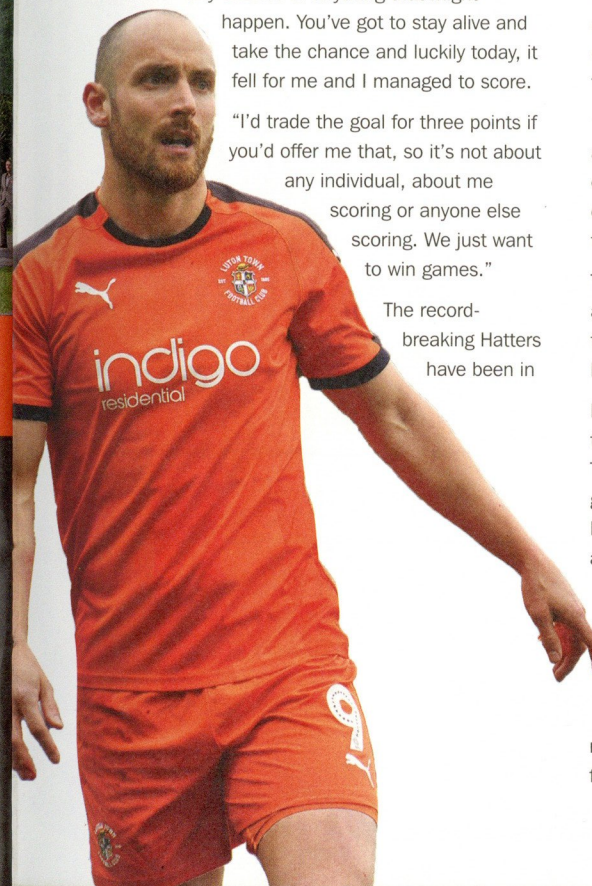 happen. You've got to stay alive and
take the chance and luckily today, it
fell for me and I managed to score.
“I'd trade the goal for three points if
you'd offer me that, so it's not about
any individual, about me
scoring or anyone else
scoring. We just want
to win games.”
The record-
breaking Hatters
have been in
LUTON TOWN
FOOTBALL CLUB
indigo
residential
9